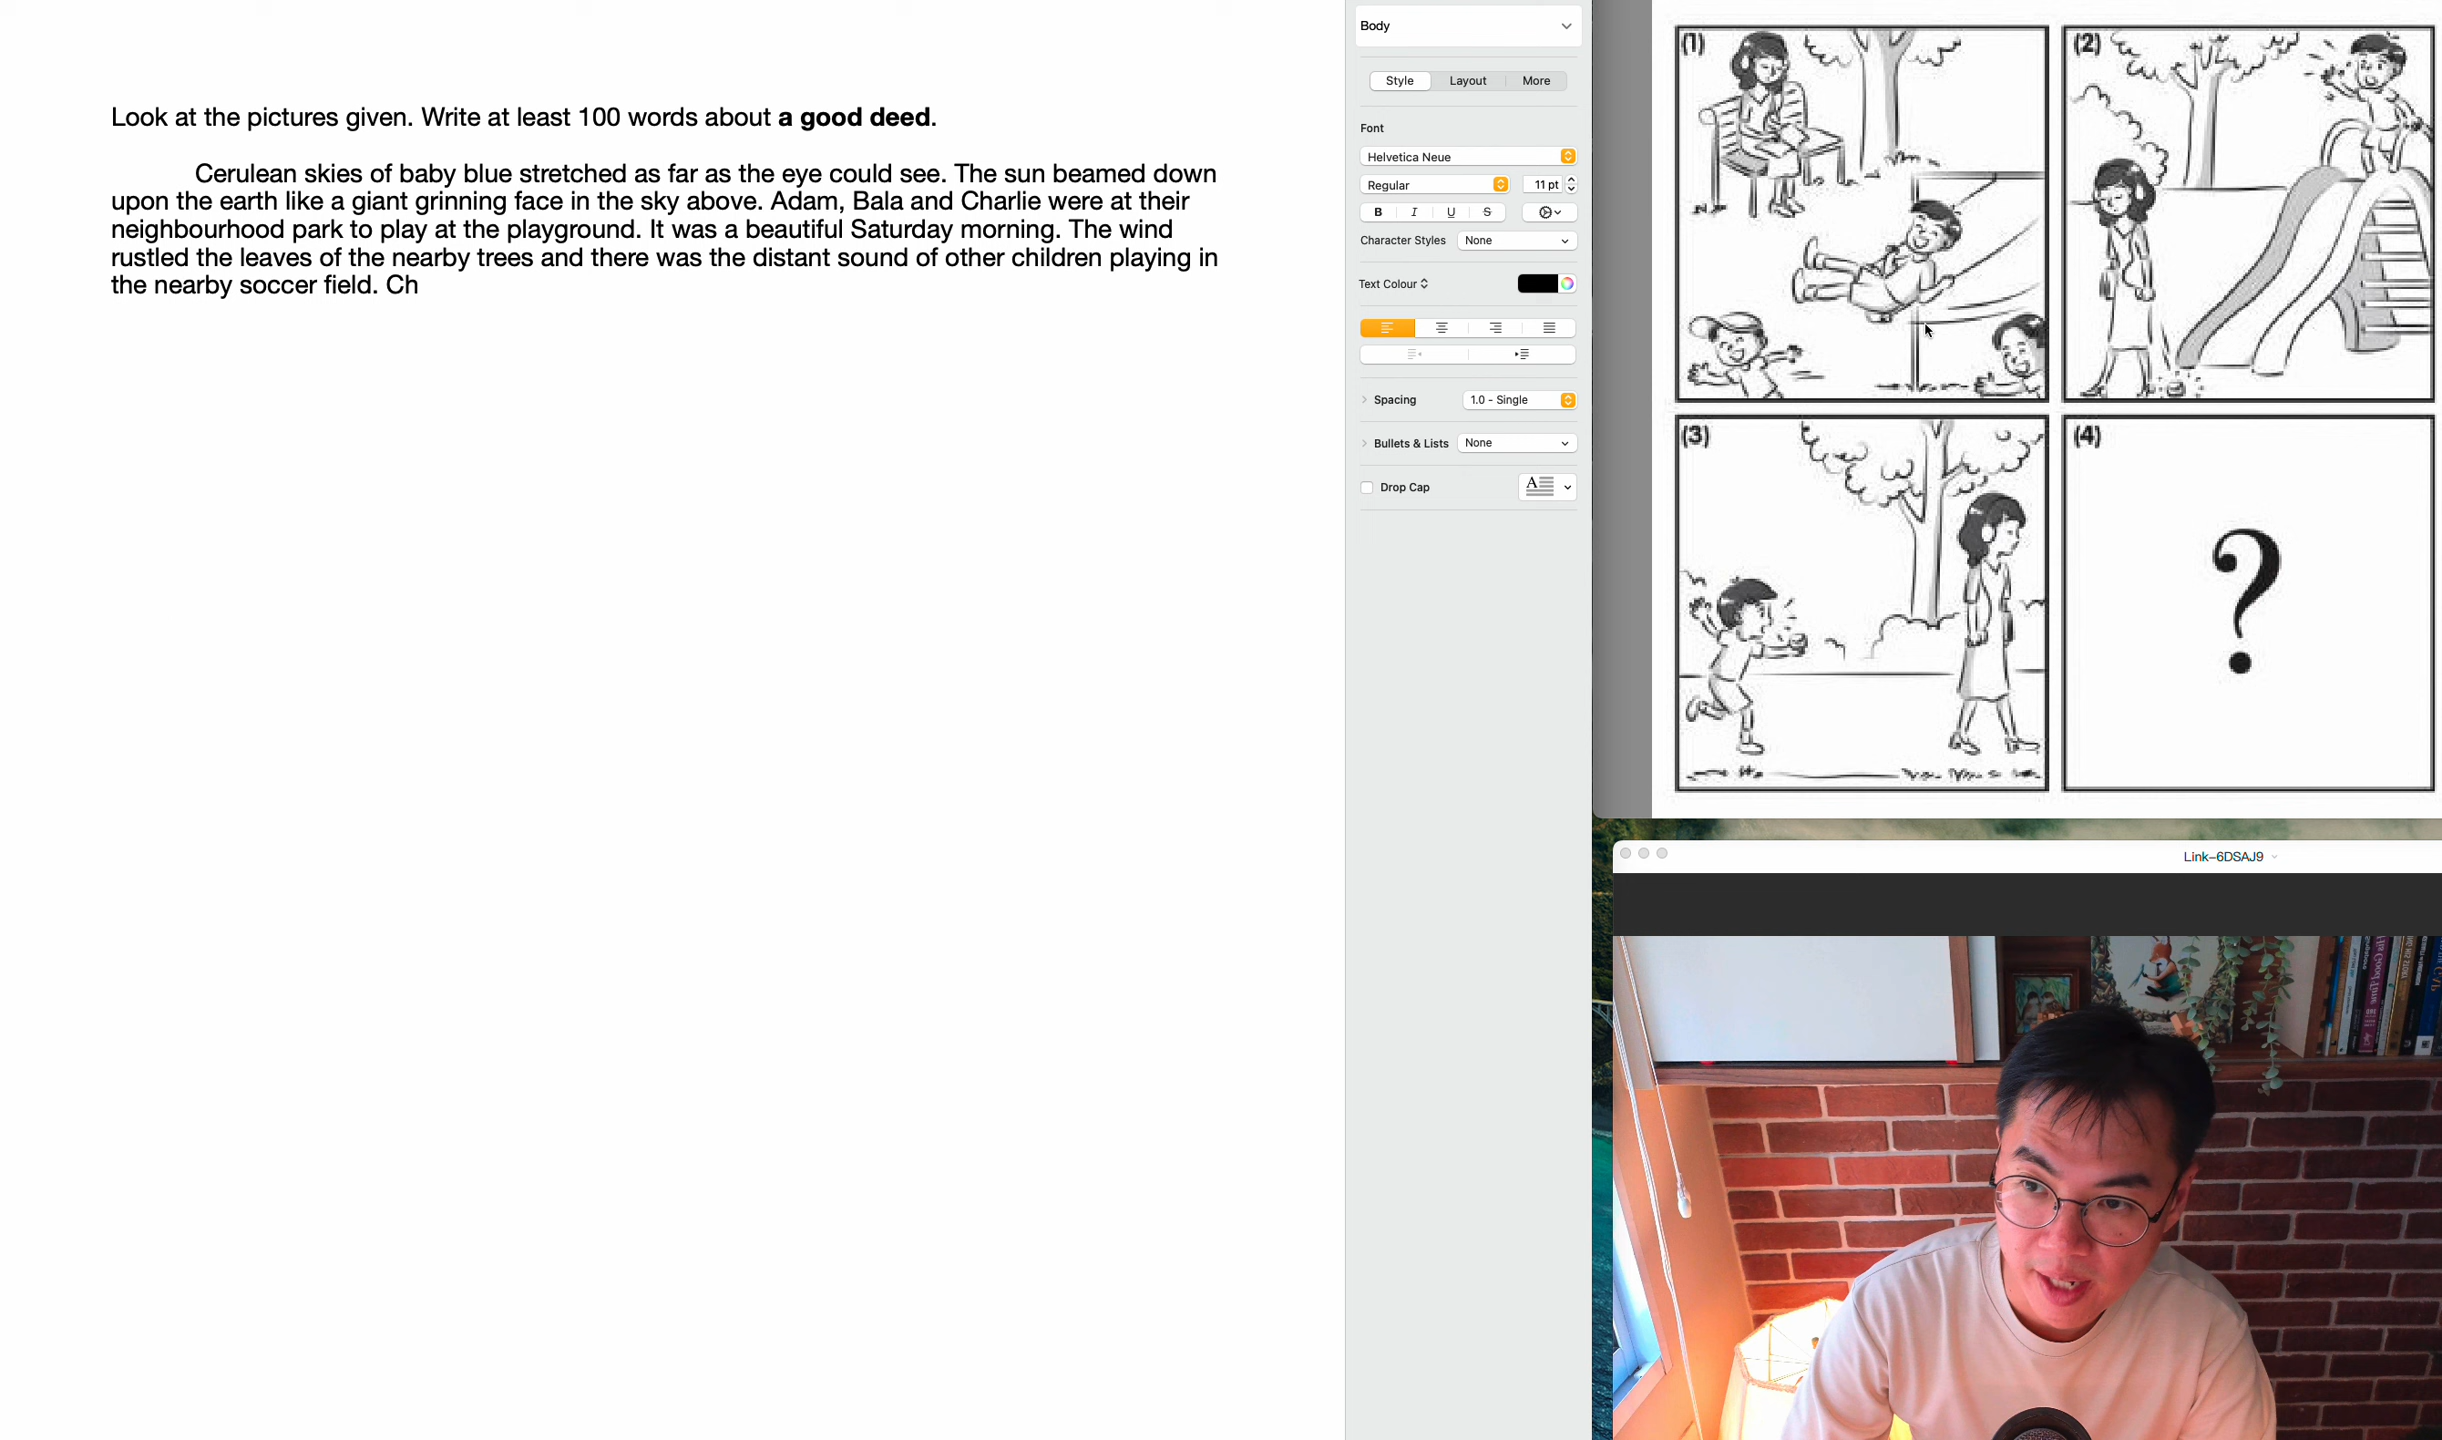 Look at the pictures given. Write at least 100 words about a good deed.
Cerulean skies of baby blue stretched as far as the eye could see. The sun beamed down
upon the earth like a giant grinning face in the sky above. Adam, Bala and Charlie were at their
neighbourhood park to play at the playground. It was a beautiful Saturday morning. The wind
rustled the leaves of the nearby trees and there was the distant sound of other children playing in
the nearby soccer field. Ch
Body
Style Layout More
Font
Helvetica Neue
Regular 11 pt
B I U S
Character Styles None
Text Colour
Spacing 1.0 - Single
Bullets & Lists None
Drop Cap A
(1)
(2)
(3)
(4)
?
Link-6DSAJ9